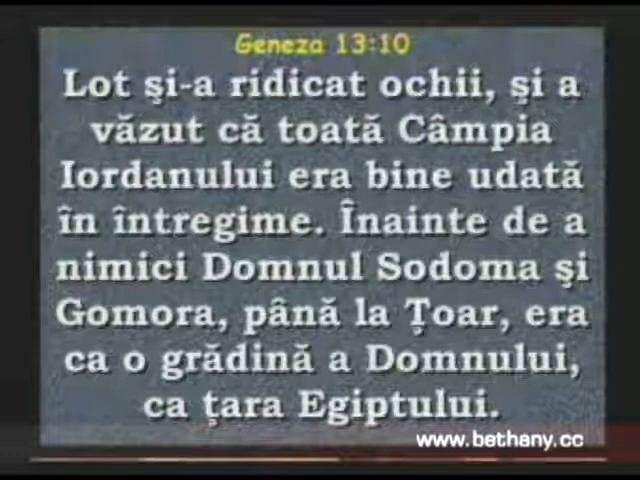 Geneza 13:10
Lot şi-a ridicat ochii, şi a
văzut că toată Câmpia
Iordanului era bine udată
în întregime. Înainte de a
nimici Domnul Sodoma şi
Gomora, până la Ţoar, era
ca o grădină a Domnului,
ca ţara Egiptului.
www.bethany.cc